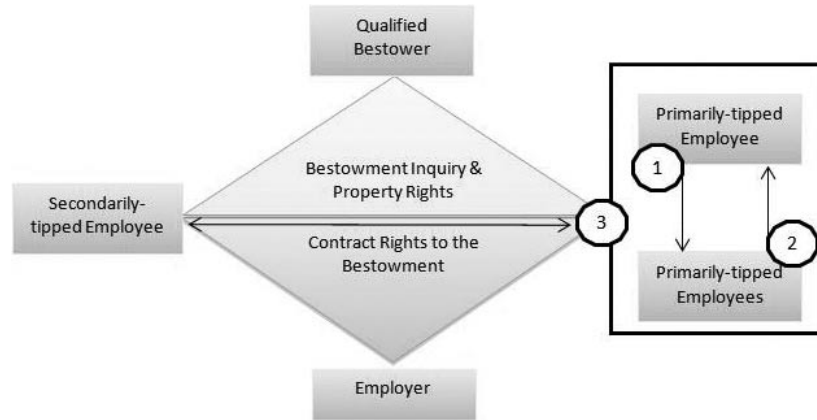 Qualified
Bestower
Primarily-tipped
Employee
1
Bestowment Inquiry &
Property Rights
Secondarily-
tipped Employee
3
Contract Rights to the
Bestowment
2
Primarily-tipped
Employees
Employer